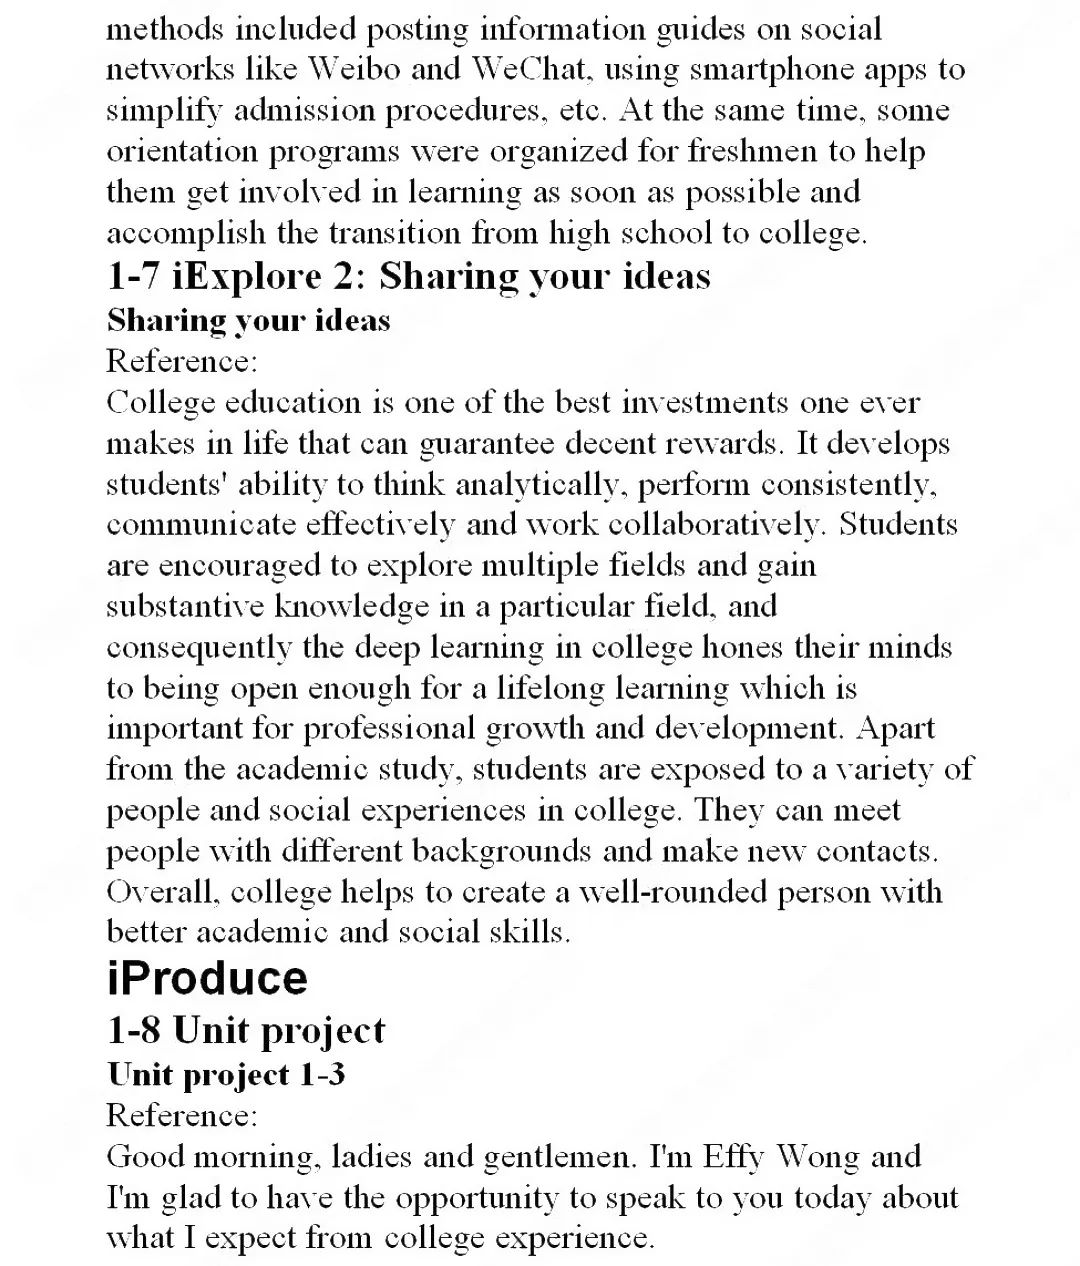 methods included posting information guides on social
networks like Weibo and WeChat, using smartphone apps to
simplify admission procedures, etc. At the same time, some
orientation programs were organized for freshmen to help
them get involved in learning as soon as possible and
accomplish the transition from high school to college.
1-7 iExplore 2: Sharing your ideas
Sharing your ideas
Reference:
College education is one of the best investments one ever
makes in life that can guarantee decent rewards. It develops
students' ability to think analytically, perform consistently,
communicate effectively and work collaboratively. Students
are encouraged to explore multiple fields and gain
substantive knowledge in a particular field, and
consequently the deep learning in college hones their minds
to being open enough for a lifelong learning which is
important for professional growth and development. Apart
from the academic study, students are exposed to a variety of
people and social experiences in college. They can meet
people with different backgrounds and make new contacts.
Overall, college helps to create a well-rounded person with
better academic and social skills.
iProduce
1-8 Unit project
Unit project 1-3
Reference:
Good morning, ladies and gentlemen. I'm Effy Wong and
I'm glad to have the opportunity to speak to you today about
what I expect from college experience.